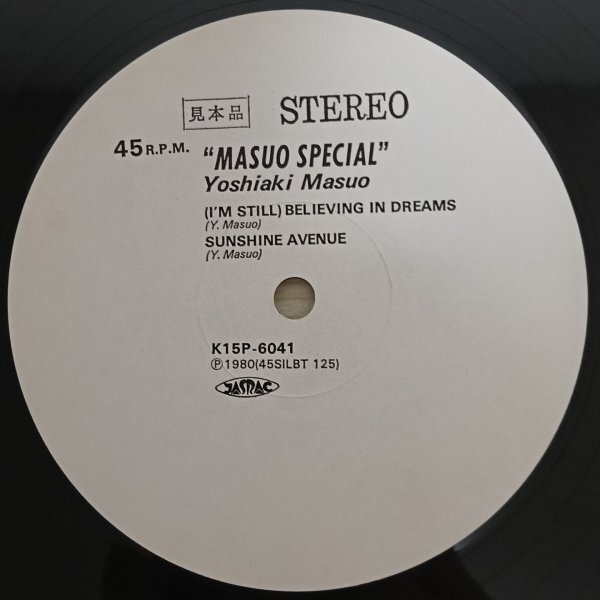 見本品 STEREO
45 R.P.M.
"MASUO SPECIAL"
Yoshiaki Masuo
(I'M STILL) BELIEVING IN DREAMS
(Y. Masuo)
SUNSHINE AVENUE
(Y. Masuo)
K15P-6041
Ⓟ1980(45SILBT 125)
JASRAC